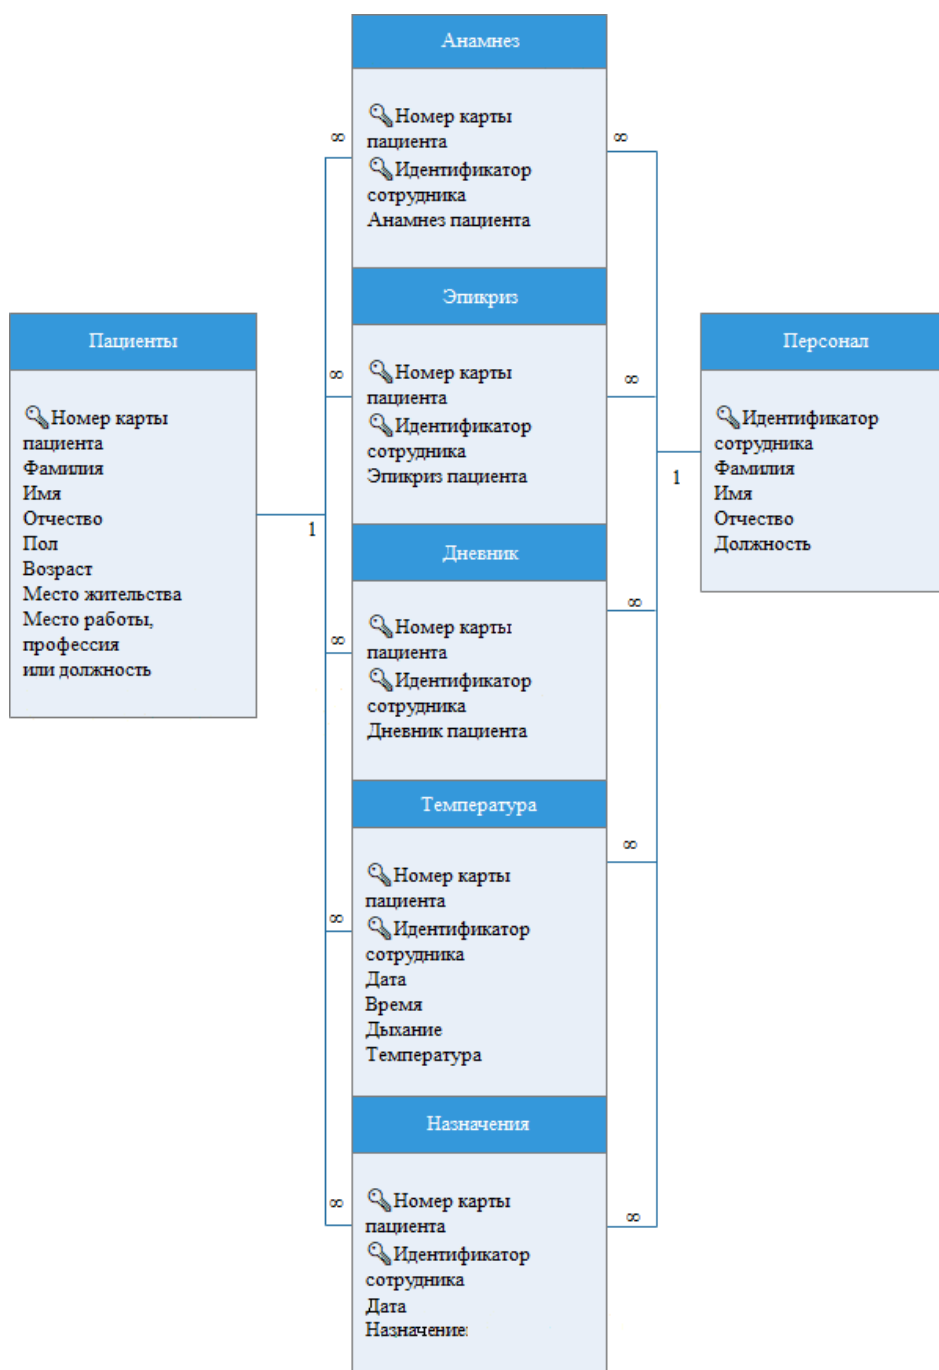 Анамнез
Номер карты
пациента
Идентификатор
сотрудника
Анамнез пациента
∞
∞
Эпикриз
Номер карты
пациента
Идентификатор
сотрудника
Эпикриз пациента
∞
∞
Пациенты
Номер карты
пациента
Фамилия
Имя
Отчество
Пол
Возраст
Место жительства
Место работы,
профессия
или должность
1
Персонал
Идентификатор
сотрудника
Фамилия
Имя
Отчество
Должность
1
Дневник
Номер карты
пациента
Идентификатор
сотрудника
Дневник пациента
∞
∞
Температура
Номер карты
пациента
Идентификатор
сотрудника
Дата
Время
Дыхание
Температура
∞
∞
Назначения
Номер карты
пациента
Идентификатор
сотрудника
Дата
Назначение
∞
∞